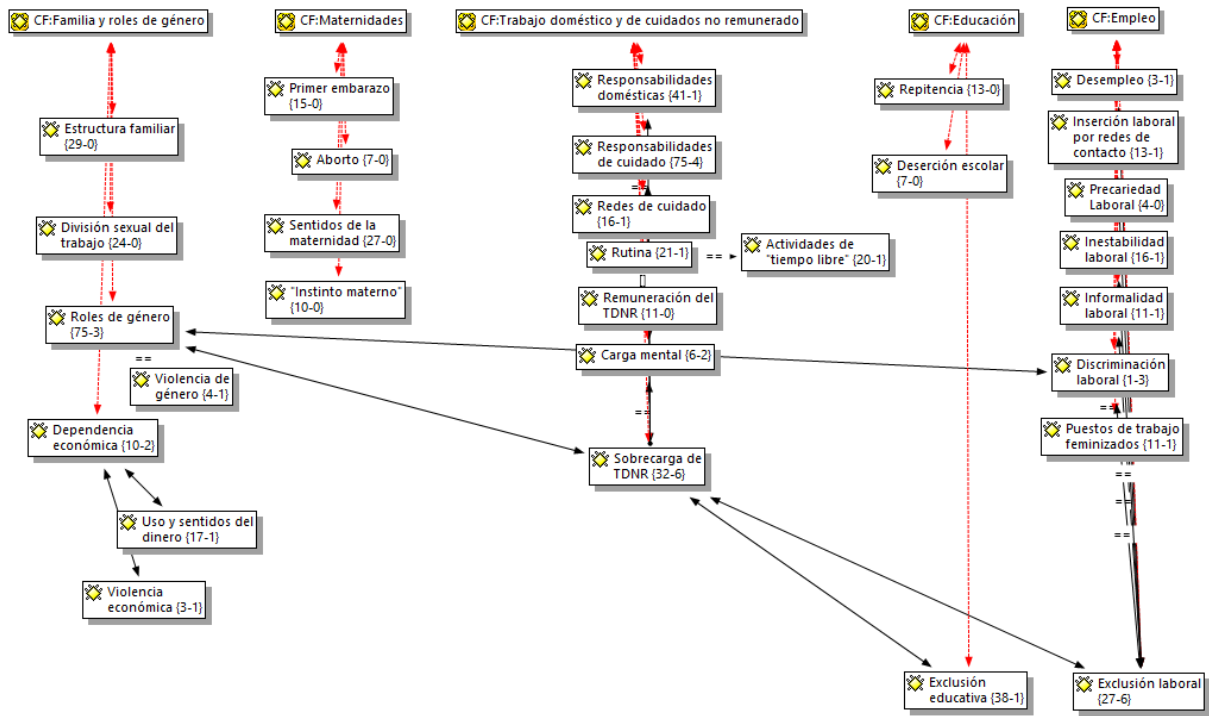 CF:Familia y roles de género
CF:Maternidades
CF:Trabajo doméstico y de cuidados no remunerado
CF:Educación
CF:Empleo
Estructura familiar
{29-0}
División sexual del
trabajo {24-0}
Roles de género
{75-3}
==
Violencia de
género {4-1}
Dependencia
económica {10-2}
Uso y sentidos del
dinero {17-1}
Violencia
económica {3-1}
Primer embarazo
{15-0}
Aborto {7-0}
Sentidos de la
maternidad {27-0}
"Instinto materno"
{10-0}
Responsabilidades
domésticas {41-1}
Responsabilidades
de cuidado {75-4}
==
Redes de cuidado
{16-1}
Rutina {21-1}
==
Actividades de
"tiempo libre" {20-1}
Remuneración del
TDNR {11-0}
Carga mental {6-2}
==
Sobrecarga de
TDNR {32-6}
Repitencia {13-0}
Deserción escolar
{7-0}
Exclusión
educativa {38-1}
Desempleo {3-1}
Inserción laboral
por redes de
contacto {13-1}
Precariedad
Laboral {4-0}
Inestabilidad
laboral {16-1}
Informalidad
laboral {11-1}
Discriminación
laboral {1-3}
==
Puestos de trabajo
feminizados {11-1}
==
==
==
Exclusión laboral
{27-6}